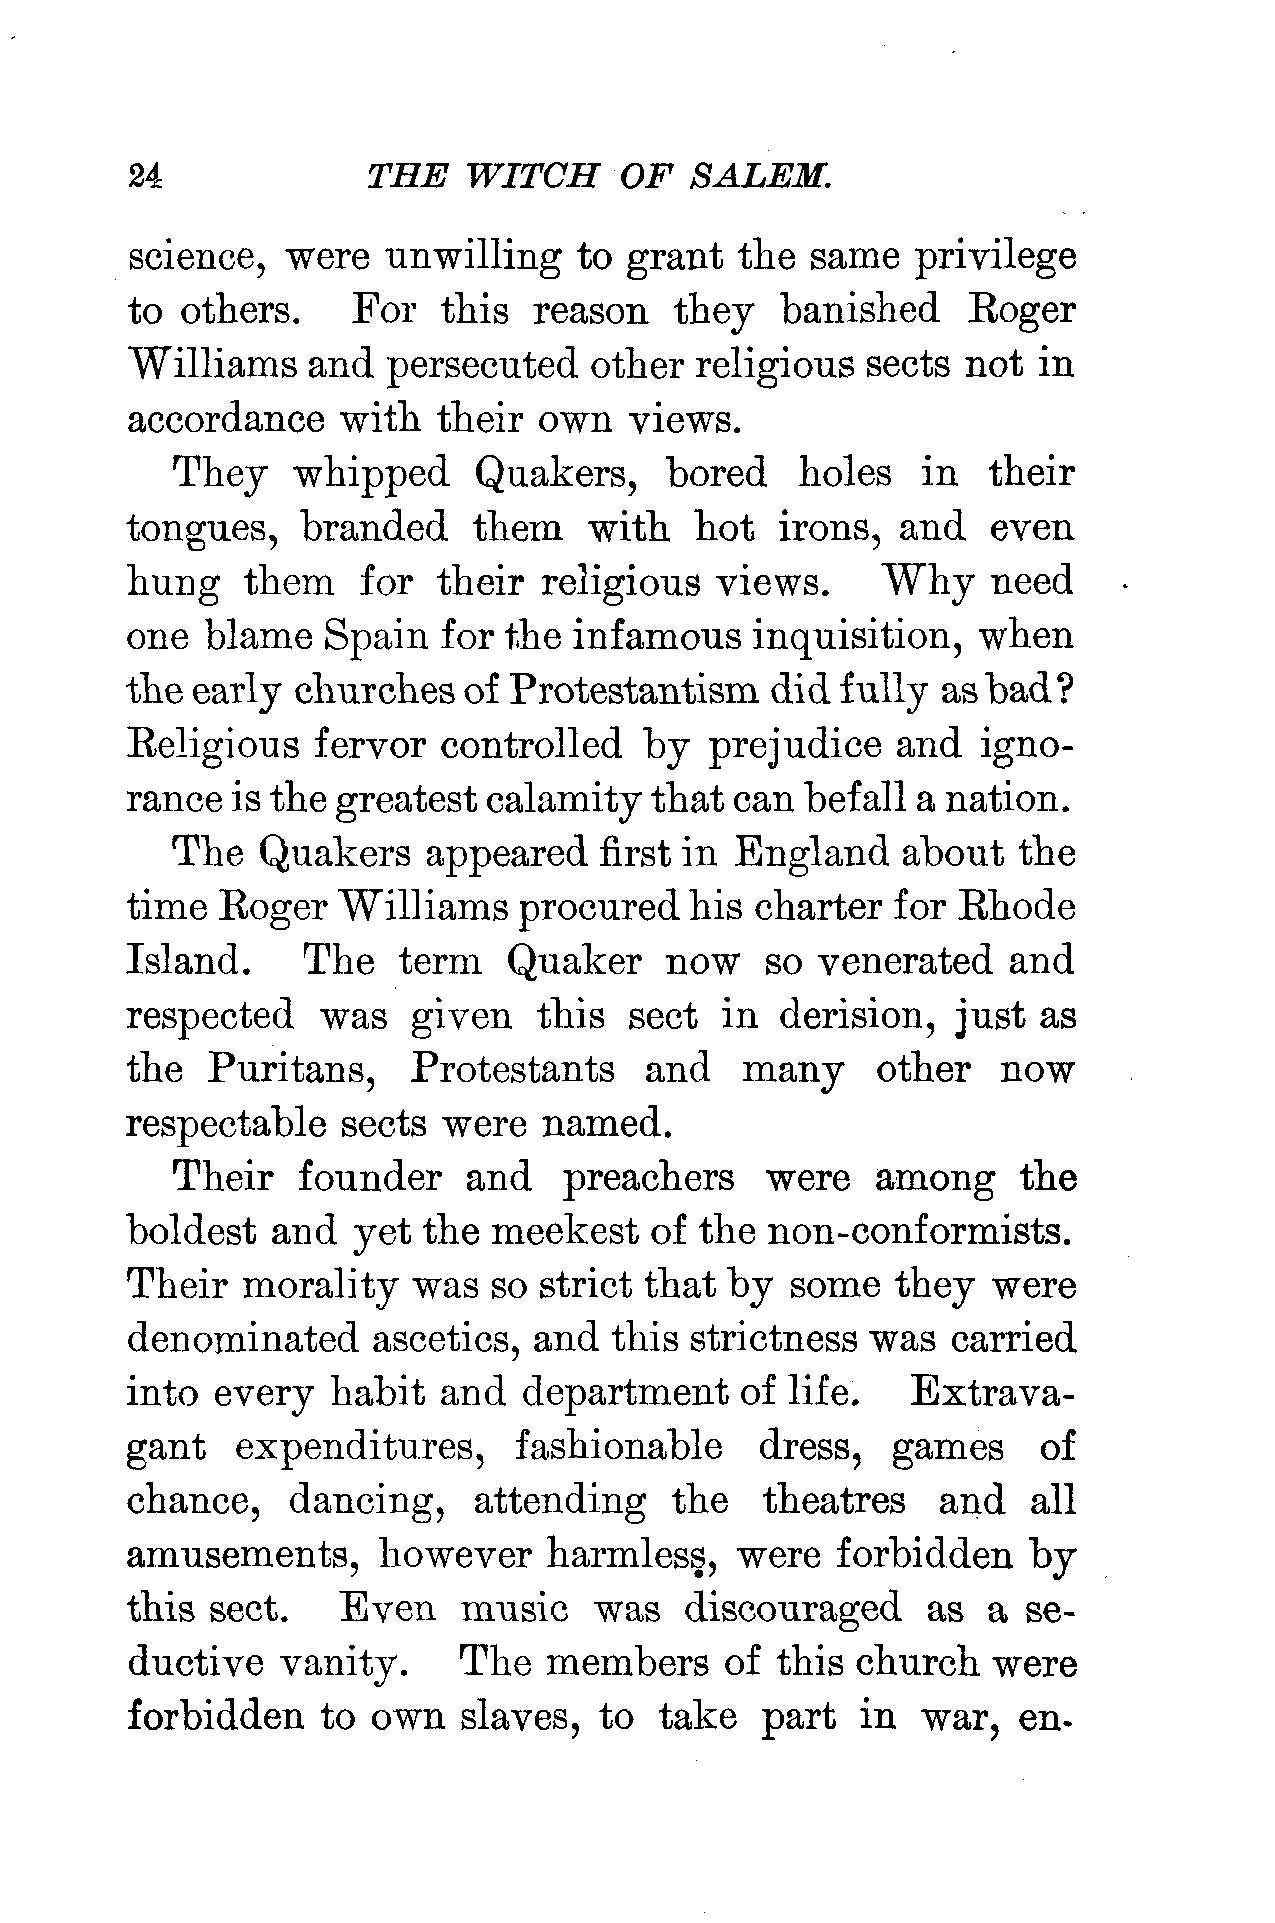 24 THE WITCH OF SALEM.
science, were unwilling to grant the same privilege
to others. For this reason they banished Roger
Williams and persecuted other religious sects not in
accordance with their own views.
They whipped Quakers, bored holes in their
tongues, branded them with hot irons, and even
hung them for their religious views. Why need
one blame Spain for the infamous inquisition, when
the early churches of Protestantism did fully as bad?
Religious fervor controlled by prejudice and igno-
rance is the greatest calamity that can befall a nation.
The Quakers appeared first in England about the
time Roger Williams procured his charter for Rhode
Island. The term Quaker now so venerated and
respected was given this sect in derision, just as
the Puritans, Protestants and many other now
respectable sects were named.
Their founder and preachers were among the
boldest and yet the meekest of the non-conformists.
Their morality was so strict that by some they were
denominated ascetics, and this strictness was carried
into every habit and department of life. Extrava-
gant expenditures, fashionable dress, games of
chance, dancing, attending the theatres and all
amusements, however harmless, were forbidden by
this sect. Even music was discouraged as a se-
ductive vanity. The members of this church were
forbidden to own slaves, to take part in war, en-